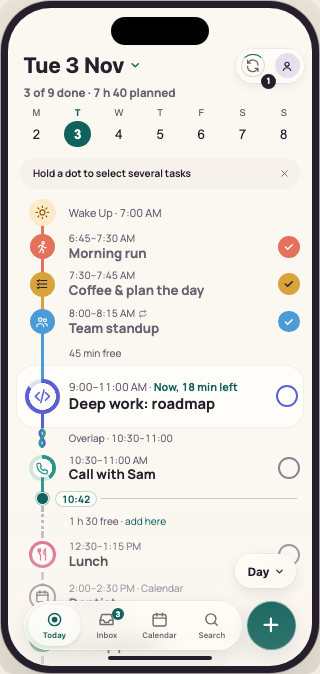 Tue 3 Nov
1
3 of 9 done · 7 h 40 planned
M T W T F S S
2 3 4 5 6 7 8
Hold a dot to select several tasks
Wake Up · 7:00 AM
6:45–7:30 AM
Morning run
7:30–7:45 AM
Coffee & plan the day
8:00–8:15 AM
Team standup
45 min free
9:00–11:00 AM · Now, 18 min left
Deep work: roadmap
Overlap · 10:30–11:00
10:30–11:00 AM
Call with Sam
10:42
1 h 30 free · add here
12:30–1:15 PM
Lunch
Day
2:00–2:30 PM · Calendar
3
Today Inbox Calendar Search